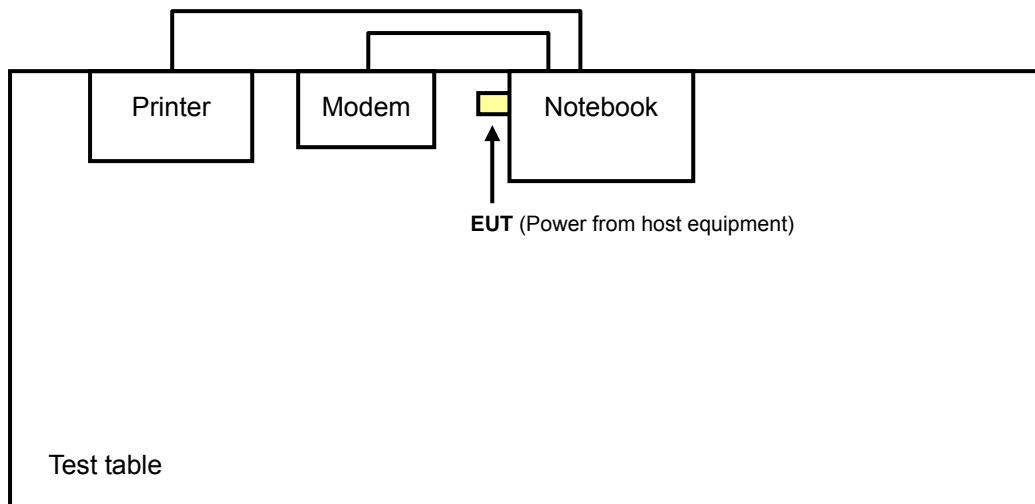 Printer
Modem
Notebook
EUT (Power from host equipment)
Test table